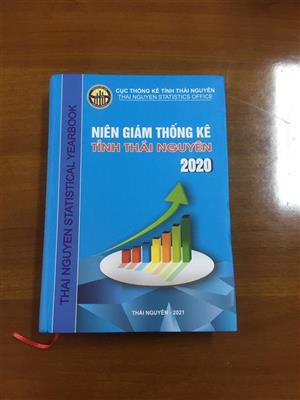 CỤC THỐNG KÊ TỈNH THÁI NGUYÊN
THAI NGUYEN STATISTICS OFFICE
NIÊN GIÁM THỐNG KÊ
TỈNH THÁI NGUYÊN
2020
THAI NGUYEN STATISTICAL YEARBOOK
THÁI NGUYÊN - 2021